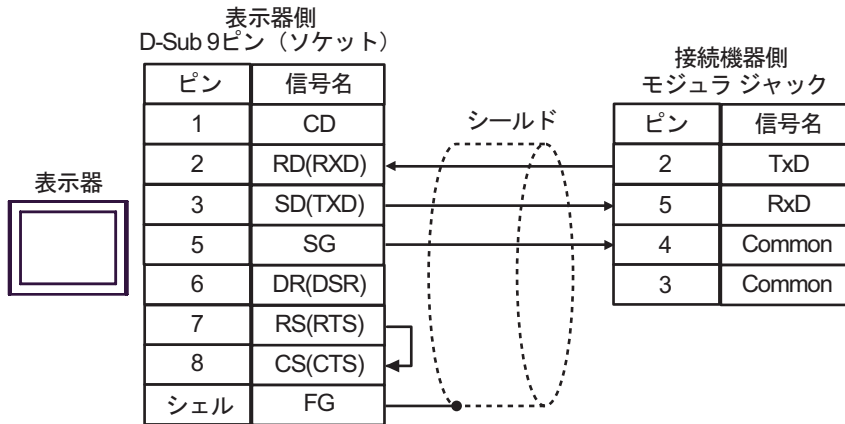 表示器側
D-Sub 9ピン（ソケット）
接続機器側
モジュラ ジャック
表示器
シールド
ピン 信号名
1 CD
2 RD(RXD)
3 SD(TXD)
5 SG
6 DR(DSR)
7 RS(RTS)
8 CS(CTS)
シェル FG
ピン 信号名
2 TxD
5 RxD
4 Common
3 Common